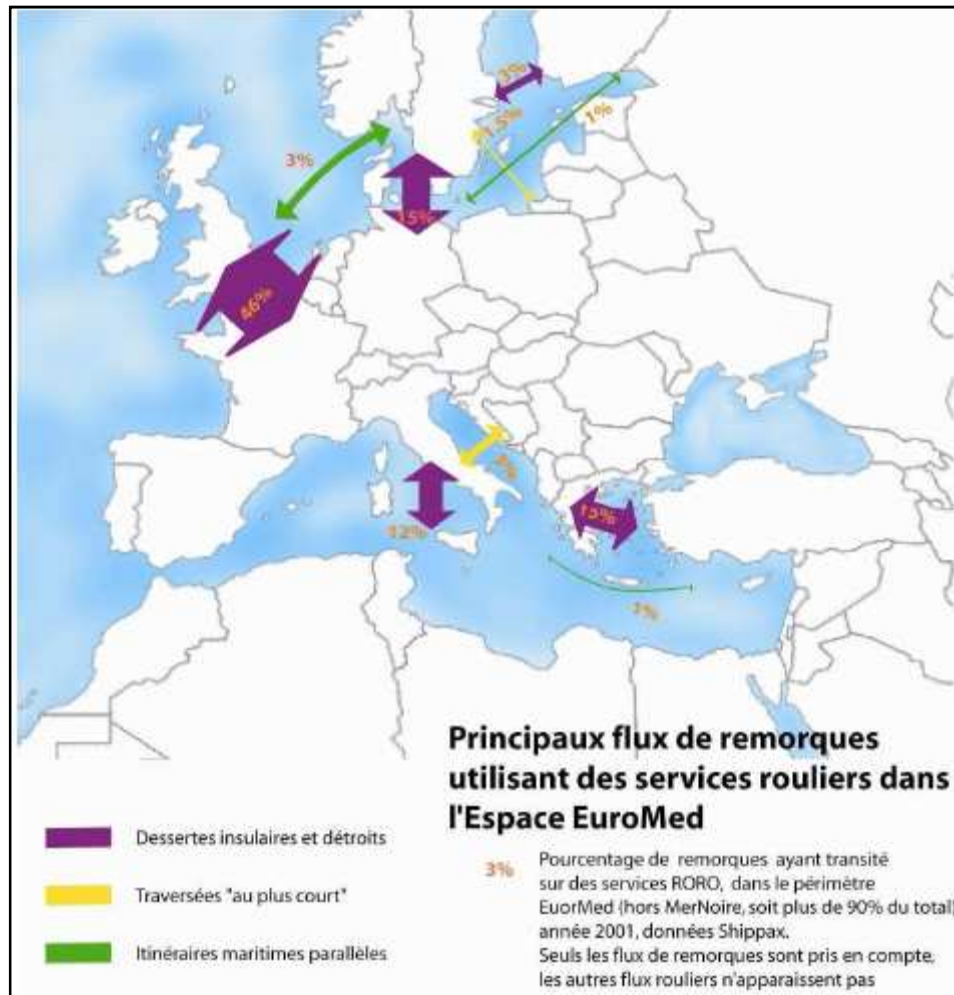 3%
1,5%
1%
3%
15%
46%
12%
Principaux flux de remorques
utilisant des services rouliers dans
l'Espace EuroMed
Dessertes insulaires et détroits
Traversées "au plus court"
Itinéraires maritimes parallèles
3%
Pourcentage de remorques ayant transité
sur des services RORO, dans le périmètre
EuorMed (hors MerNoire, soit plus de 90% du total)
année 2001, données Shippax.
Seuls les flux de remorques sont pris en compte,
les autres flux rouliers n'apparaissent pas